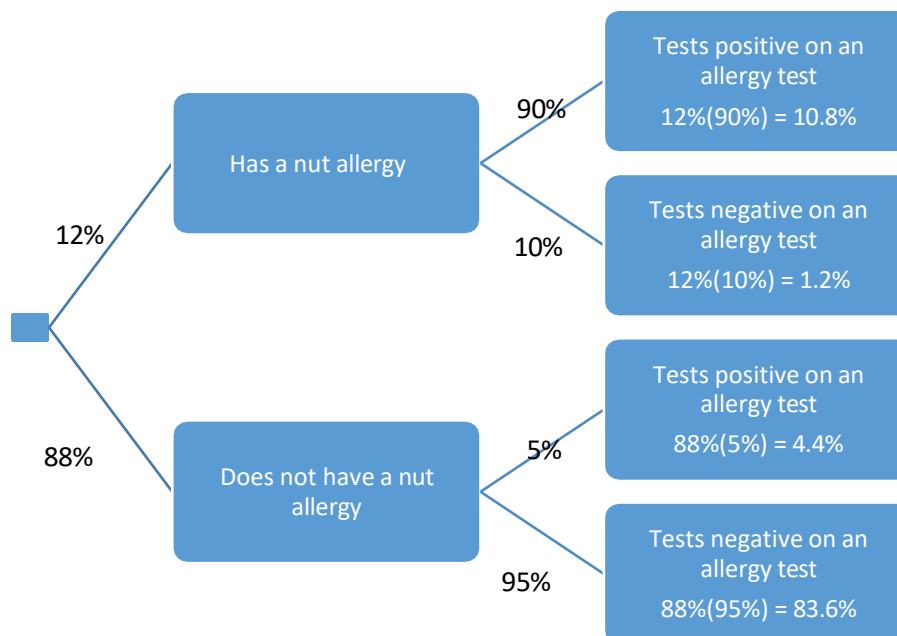 Tests positive on an
allergy test
12%(90%) = 10.8%
90%
Has a nut allergy
Tests negative on an
allergy test
12%(10%) = 1.2%
12%
10%
Tests positive on an
allergy test
88%(5%) = 4.4%
88%
5%
Does not have a nut
allergy
Tests negative on an
allergy test
88%(95%) = 83.6%
95%